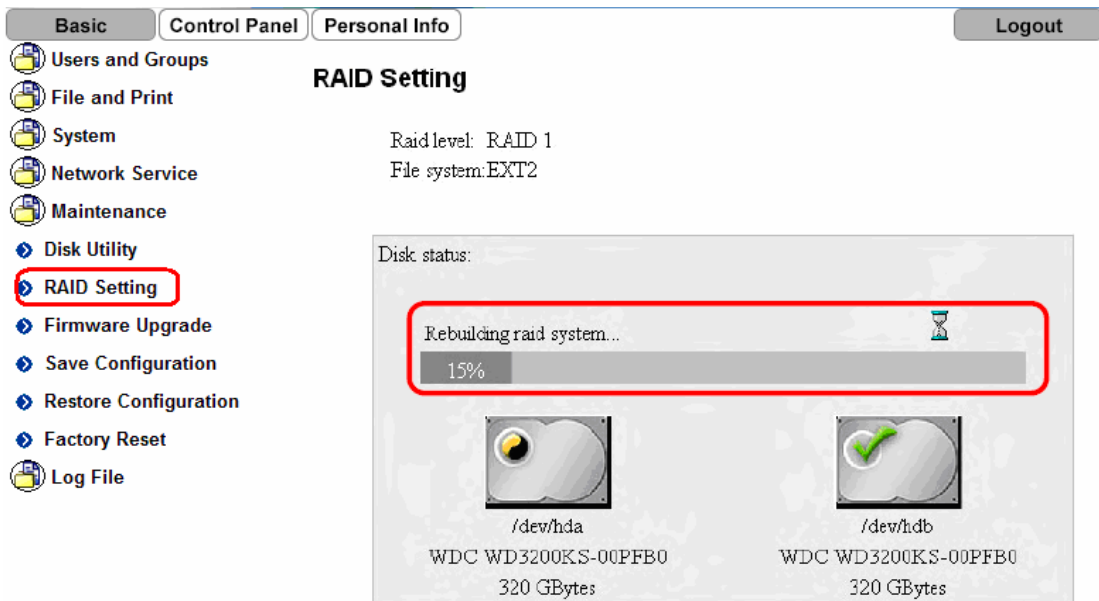 Basic Control Panel Personal Info Logout
Users and Groups
File and Print
System
Network Service
Maintenance
Disk Utility
RAID Setting
Firmware Upgrade
Save Configuration
Restore Configuration
Factory Reset
Log File
RAID Setting
Raid level: RAID 1
File system:EXT2
Disk status:
Rebuilding raid system...
15%
/dev/hda
WDC WD3200KS-00PFB0
320 GBytes
/dev/hdb
WDC WD3200KS-00PFB0
320 GBytes